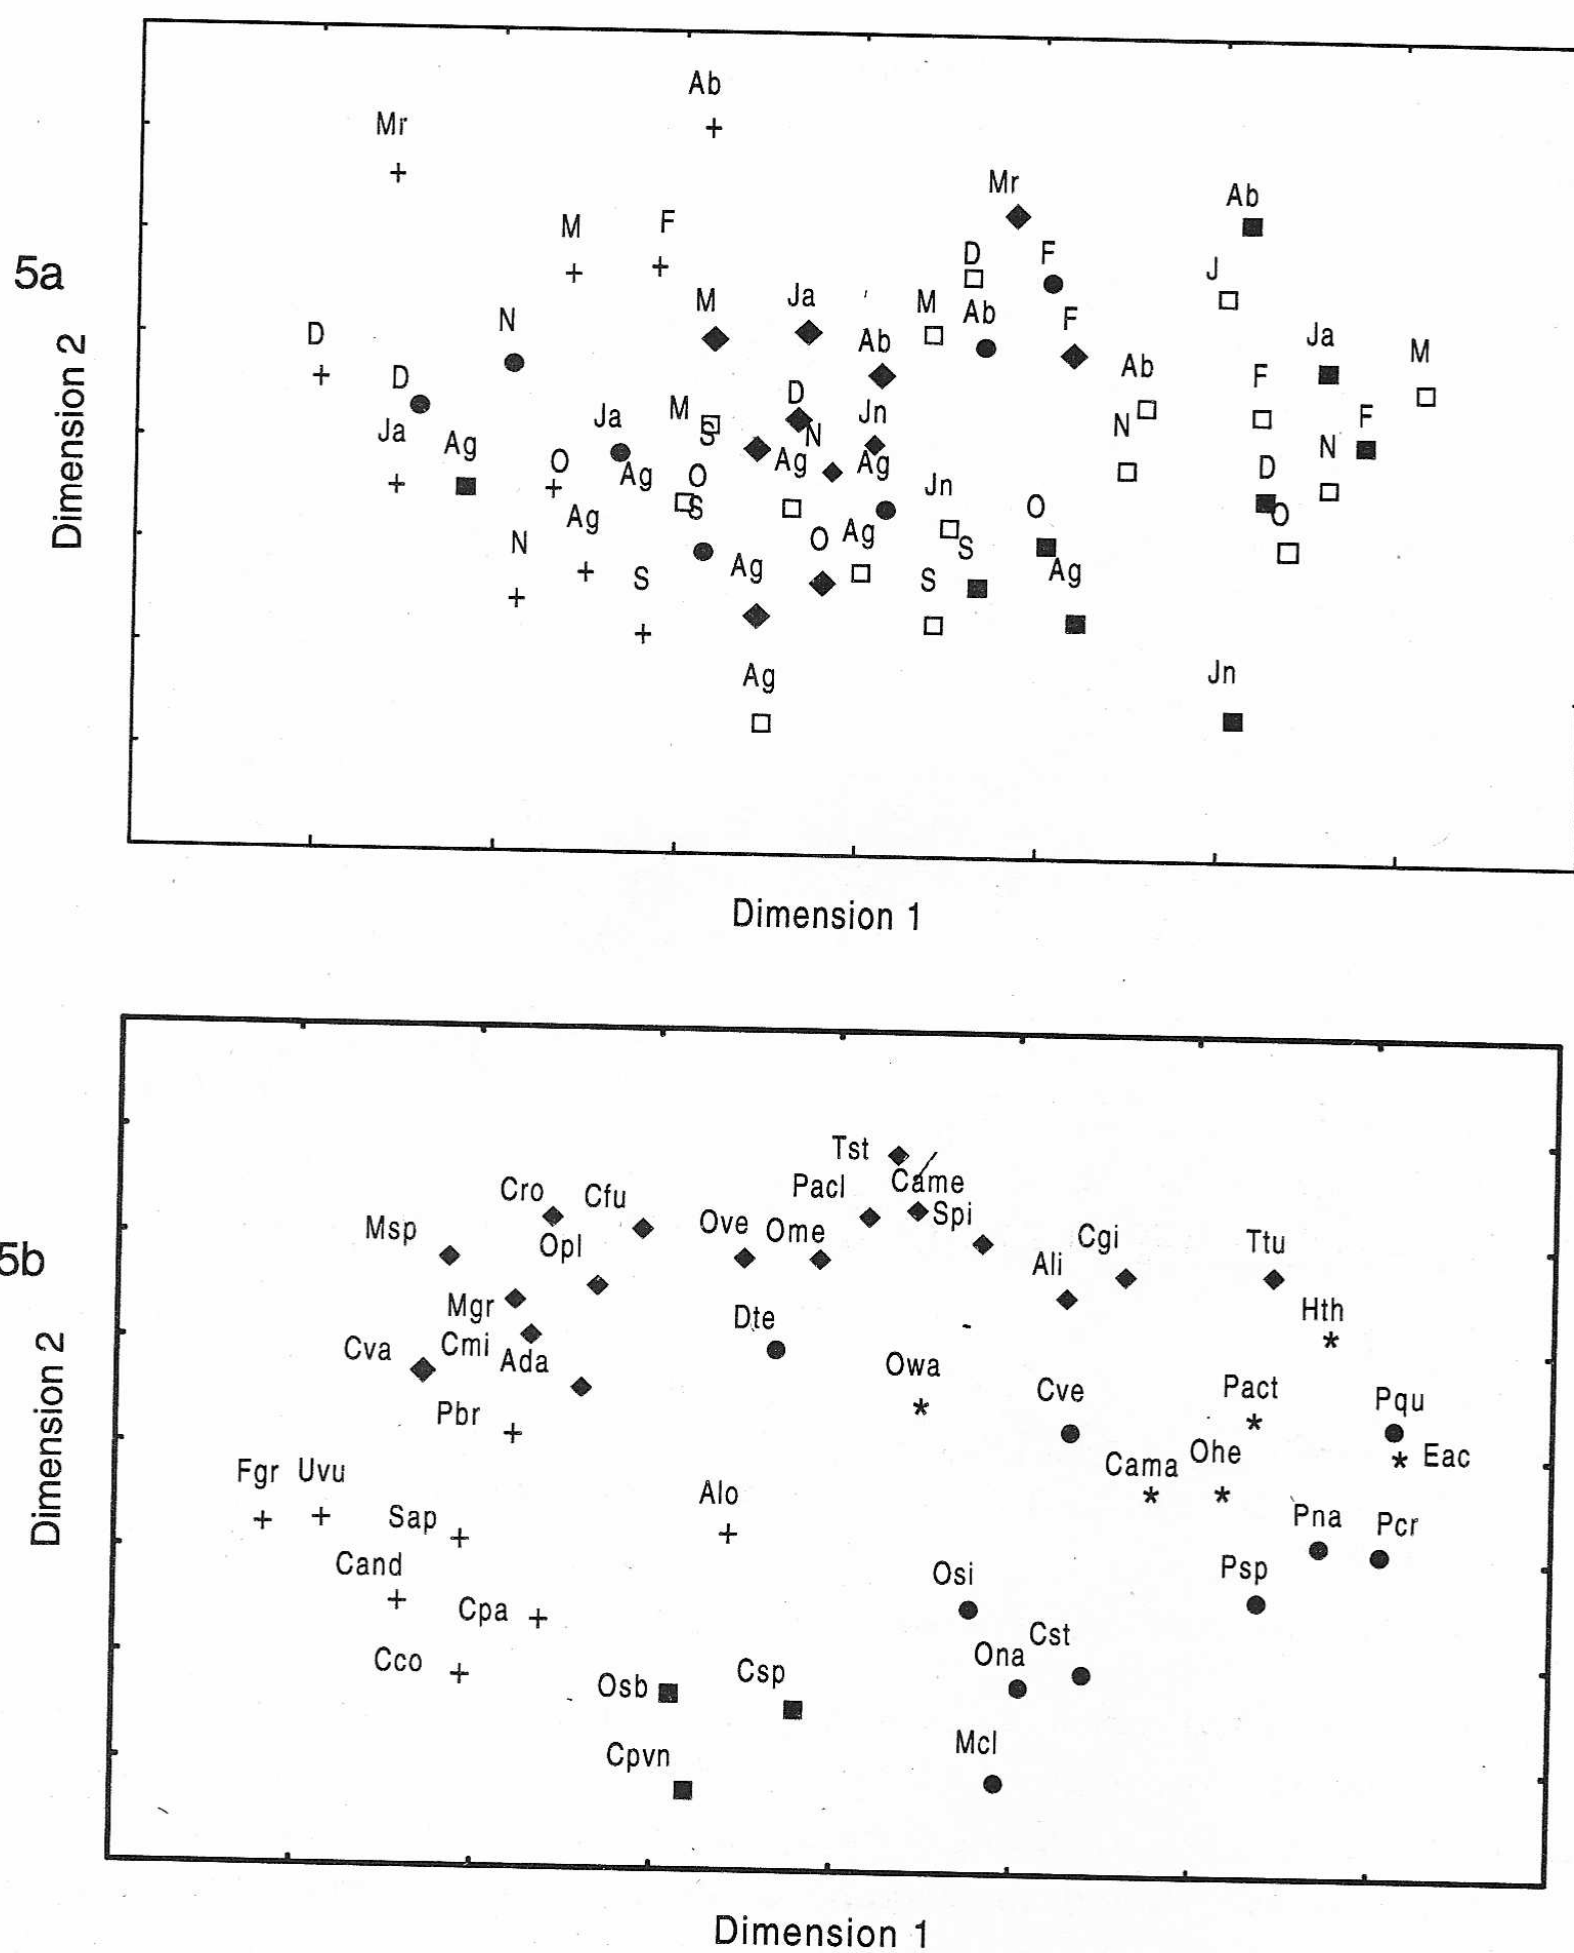 Ab
Mr
Mr
Ab
M
F
D
F
J
5a
M
Ja
M
Ab
F
D
N
Ab
Ja
M
D
Ab
F
Ja
Ag
Ja
M
S
D
N
Jn
N
F
N
O
Ag
O
Ag
Ag
D
Jn
Ag
S
O
O
N
O
Ag
S
Ag
S
S
Ag
Ag
Jn
Dimension 2
Dimension 1
Tst
Cro
Cfu
Pacl
Came
Msp
Opl
Ove
Ome
Spi
Cgi
Ttu
5b
Ali
Mgr
Dte
Hth
Cva
Cmi
Ada
Owa
Pbr
Cve
Pact
Pqu
Fgr
Uvu
Cama
Ohe
Eac
Sap
Alo
Pna
Pcr
Cand
Osi
Psp
Cpa
Cst
Cco
Ona
Osb
Csp
Cpvn
Mcl
Dimension 2
Dimension 1